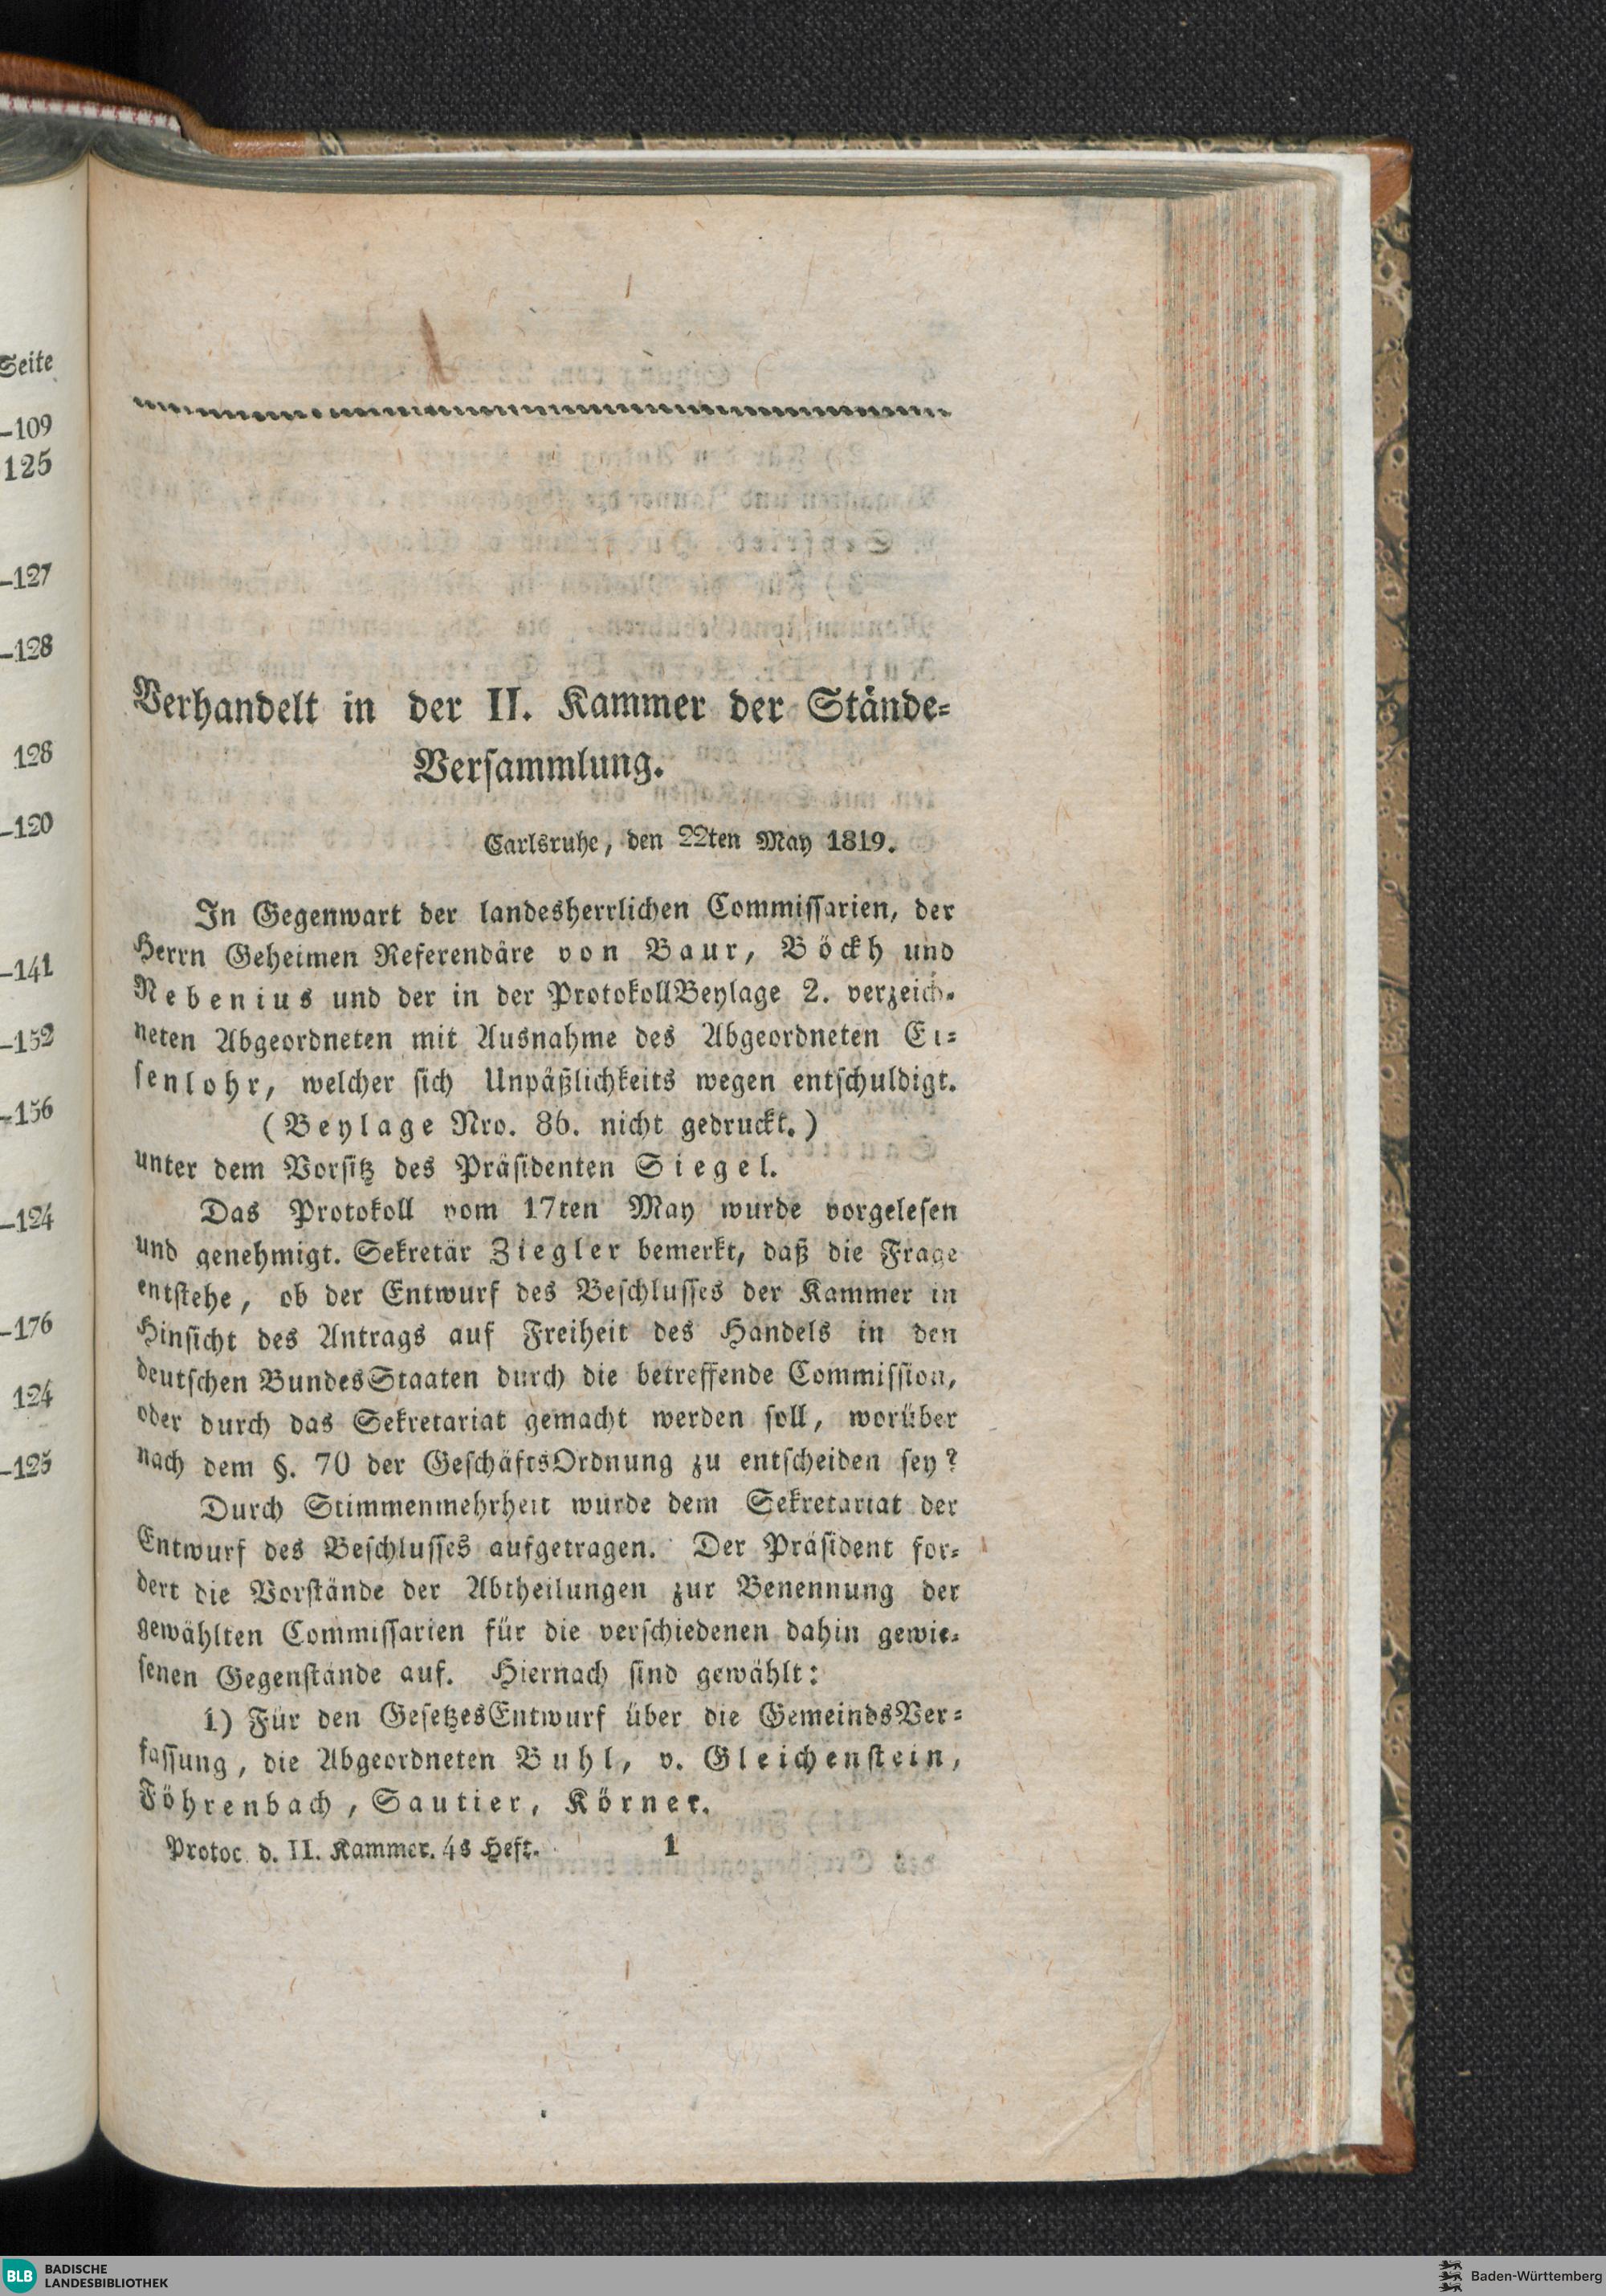 Seite
—109
125
—127
—128
128
—120
—141
—152
—156
—124
—176
124
—125
Verhandelt in der II. Kammer der Stände-
Versammlung.
Carlsruhe, den 22ten May 1819.
In Gegenwart der landesherrlichen Commissarien, der
Herrn Geheimen Referendäre von Baur, Böckh und
Nebenius und der in der ProtokollBeylage 2. verzeich-
neten Abgeordneten mit Ausnahme des Abgeordneten Ei-
senlohr, welcher sich Unpäßlichkeits wegen entschuldigt.
(Beylage Nro. 86. nicht gedruckt.)
unter dem Vorsitz des Präsidenten Siegel.
Das Protokoll vom 17ten May wurde vorgelesen
und genehmigt. Sekretär Ziegler bemerkt, daß die Frage
entstehe, ob der Entwurf des Beschlusses der Kammer in
Hinsicht des Antrags auf Freiheit des Handels in den
deutschen BundesStaaten durch die betreffende Commission,
oder durch das Sekretariat gemacht werden soll, worüber
nach dem §. 70 der GeschäftsOrdnung zu entscheiden sey?
Durch Stimmenmehrheit wurde dem Sekretariat der
Entwurf des Beschlusses aufgetragen. Der Präsident for-
dert die Vorstände der Abtheilungen zur Benennung der
gewählten Commissarien für die verschiedenen dahin gewie-
senen Gegenstände auf. Hiernach sind gewählt:
1) Für den GesetzesEntwurf über die GemeindsVer-
fassung, die Abgeordneten Buhl, v. Gleichenstein,
Föhrenbach, Sautier, Körner.
Protoc. d. II. Kammer. 4s Heft. 1
BLB BADISCHE
LANDESBIBLIOTHEK
Baden-Württemberg